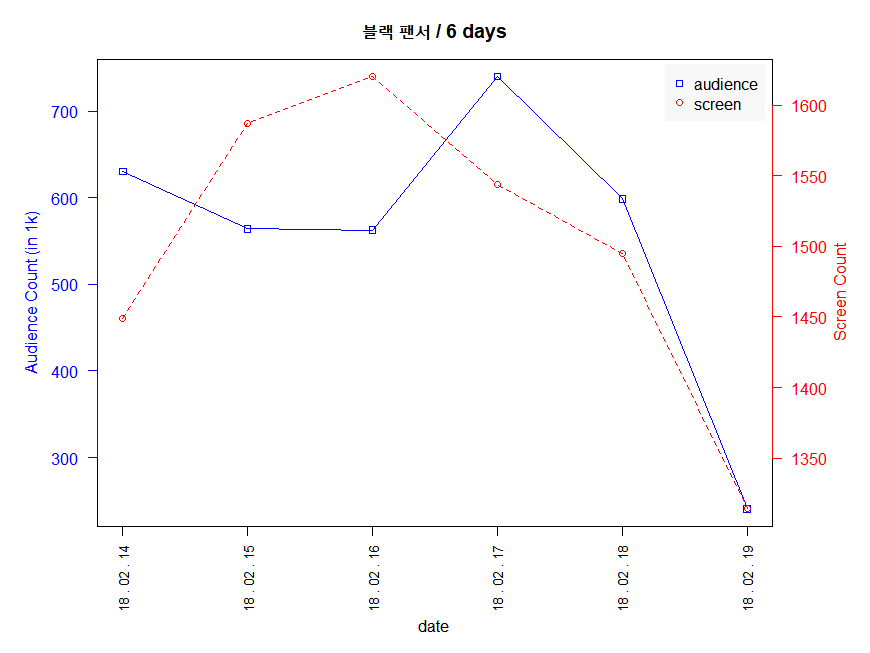 블랙 팬서 / 6 days
audience
screen
700
600
500
400
300
Audience Count (in 1k)
1600
1550
1500
1450
1400
1350
Screen Count
18 . 02 . 14
18 . 02 . 15
18 . 02 . 16
18 . 02 . 17
18 . 02 . 18
18 . 02 . 19
date